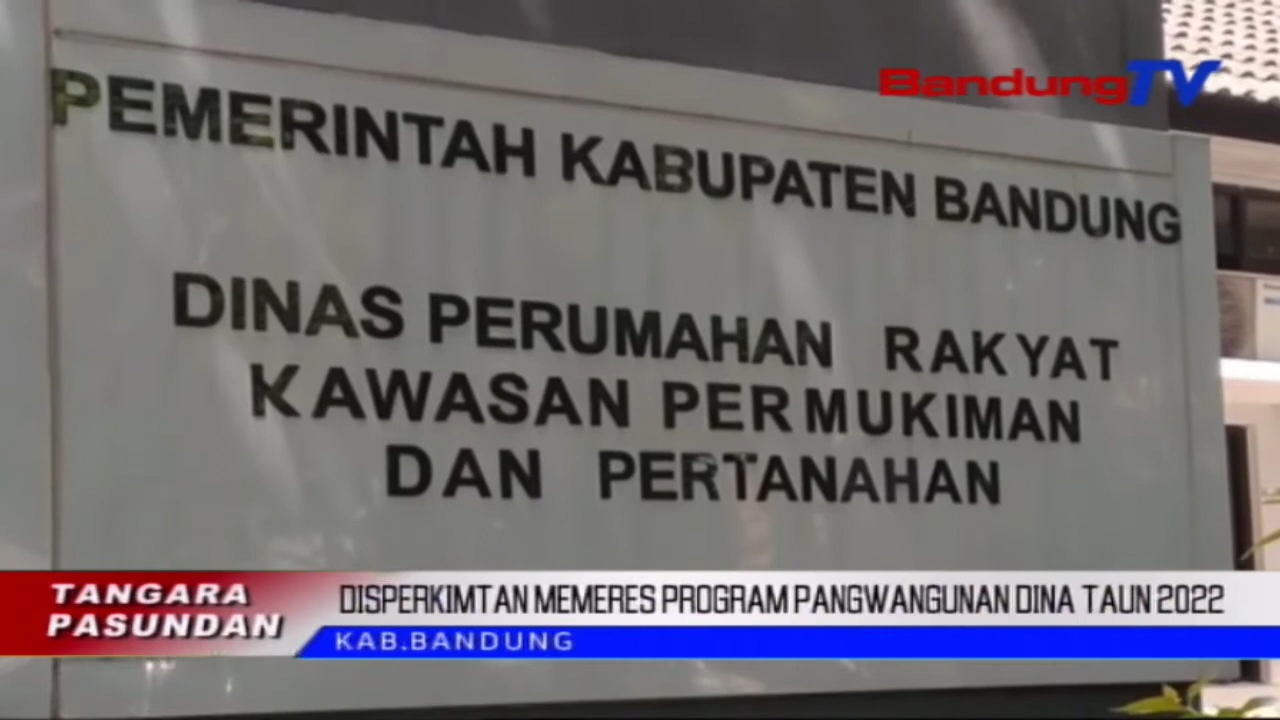 BandungTV
PEMERINTAH KABUPATEN BANDUNG
DINAS PERUMAHAN RAKYAT
KAWASAN PERMUKIMAN
DAN PERTANAHAN
TANGARA
PASUNDAN
DISPERKIMTAN MEMERES PROGRAM PANGWANGUNAN DINA TAUN 2022
KAB.BANDUNG